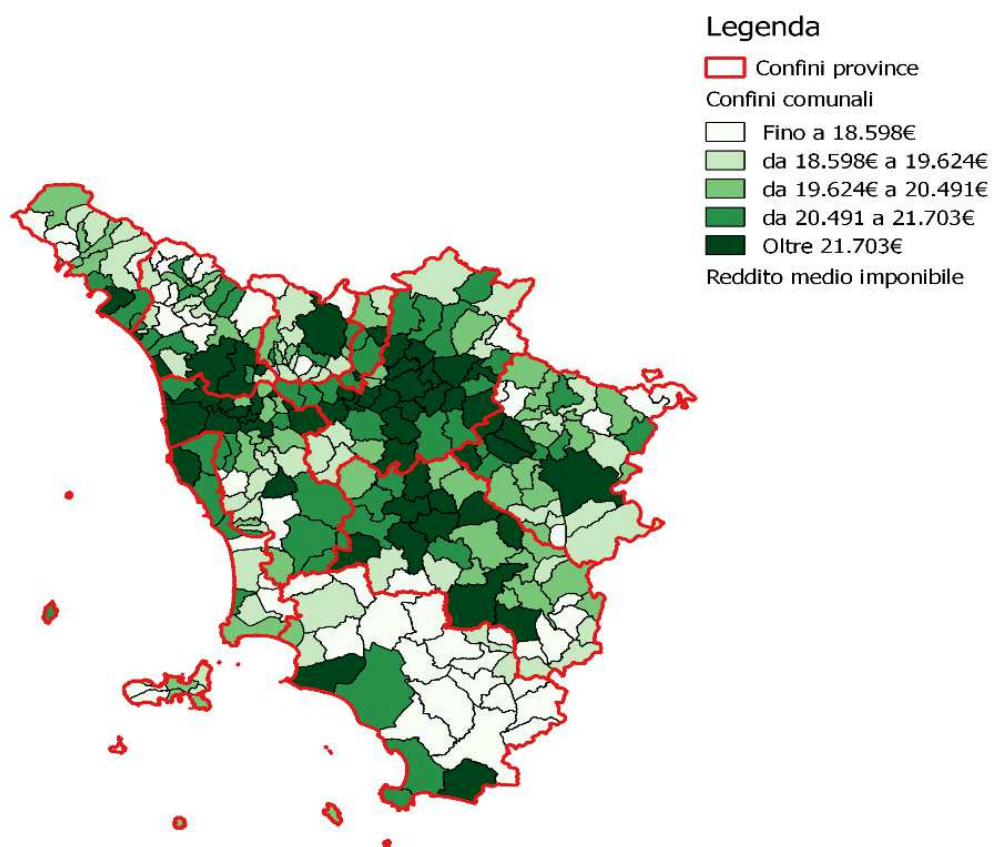 Legenda
Confini province
Confini comunali
Fino a 18.598€
da 18.598€ a 19.624€
da 19.624€ a 20.491€
da 20.491 a 21.703€
Oltre 21.703€
Reddito medio imponibile